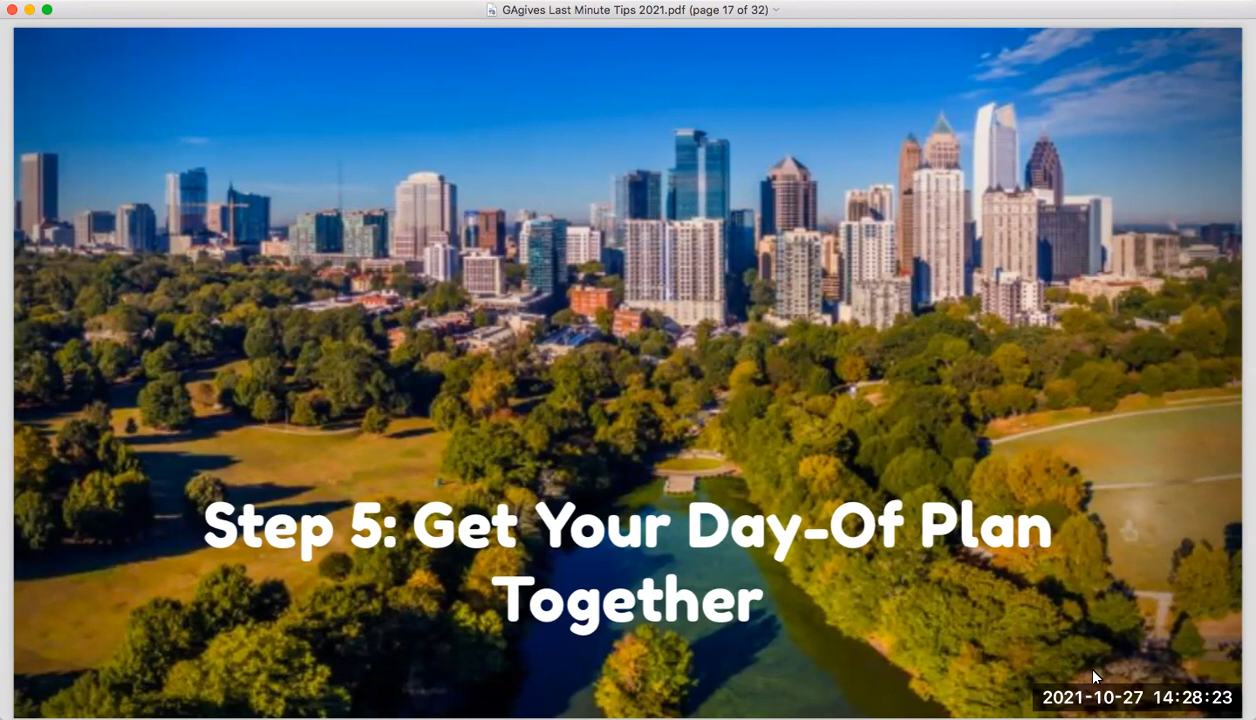 GAgives Last Minute Tips 2021.pdf (page 17 of 32)
Step 5: Get Your Day-Of Plan
Together
2021-10-27 14:28:23